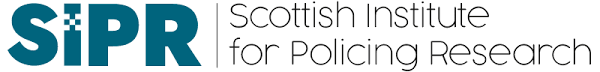 SiPR
Scottish Institute
for Policing Research